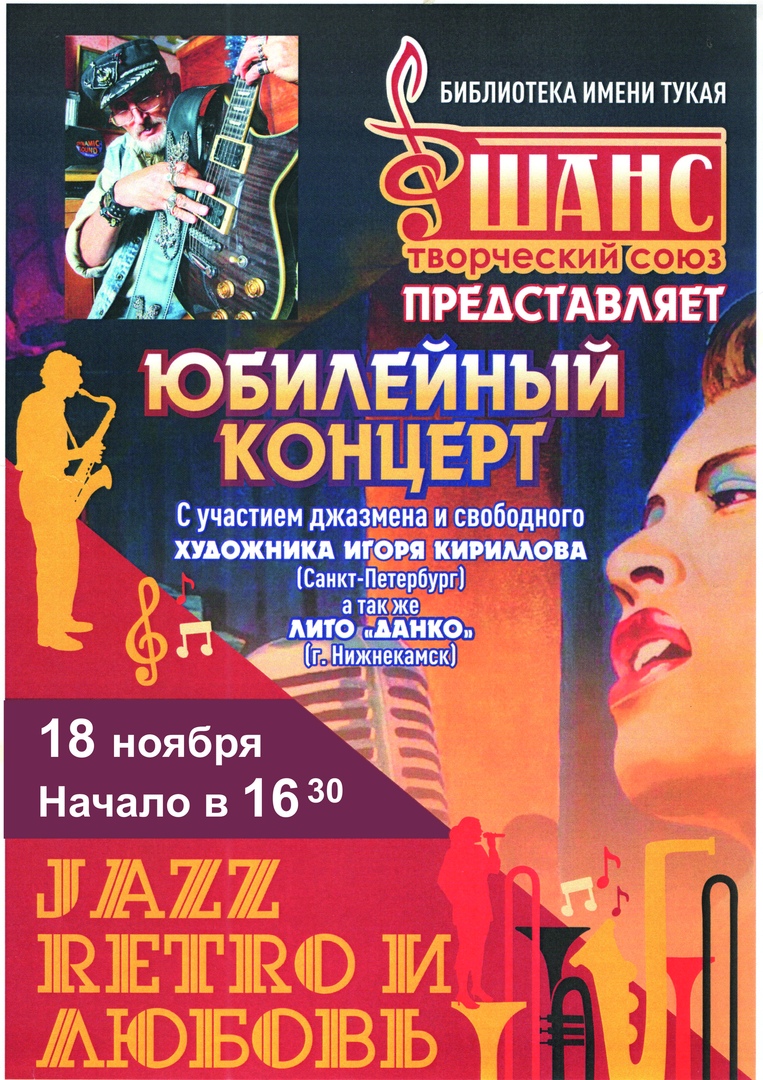 БИБЛИОТЕКА ИМЕНИ ТУКАЯ
ШАНС
ТВОРЧЕСКИЙ СОЮЗ
ПРЕДСТАВЛЯЕТ
ЮБИЛЕЙНЫЙ
КОНЦЕРТ
С участием джазмена и свободного
ХУДОЖНИКА ИГОРЯ КИРИЛЛОВА
(Санкт-Петербург)
а так же
ЛИТО «ДАНКО»
(г. Нижнекамск)
18 ноября
Начало в 16 30
JAZZ
RETRO И
ЛЮБОВЬ